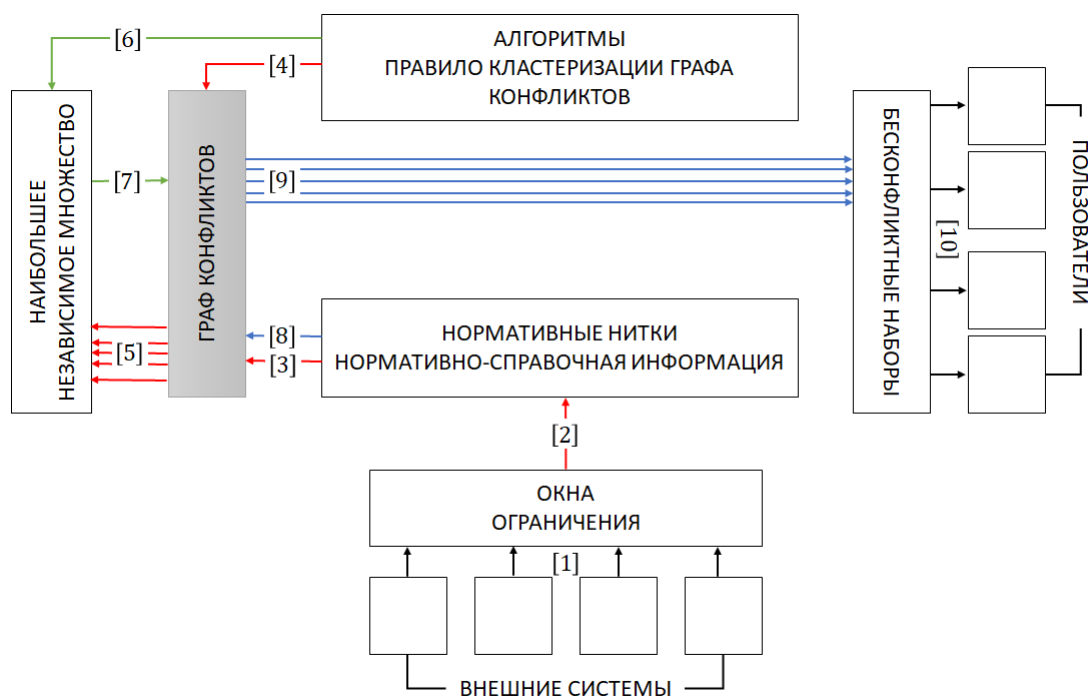 [6]
[4]
АЛГОРИТМЫ
ПРАВИЛО КЛАСТЕРИЗАЦИИ ГРАФА
КОНФЛИКТОВ
НАИБОЛЬШЕЕ
НЕЗАВИСИМОЕ МНОЖЕСТВО
[7]
ГРАФ КОНФЛИКТОВ
[9]
БЕСКОНФЛИКТНЫЕ НАБОРЫ
[10]
ПОЛЬЗОВАТЕЛИ
[5]
[8]
[3]
НОРМАТИВНЫЕ НИТКИ
НОРМАТИВНО-СПРАВОЧНАЯ ИНФОРМАЦИЯ
[2]
ОКНА
ОГРАНИЧЕНИЯ
[1]
ВНЕШНИЕ СИСТЕМЫ